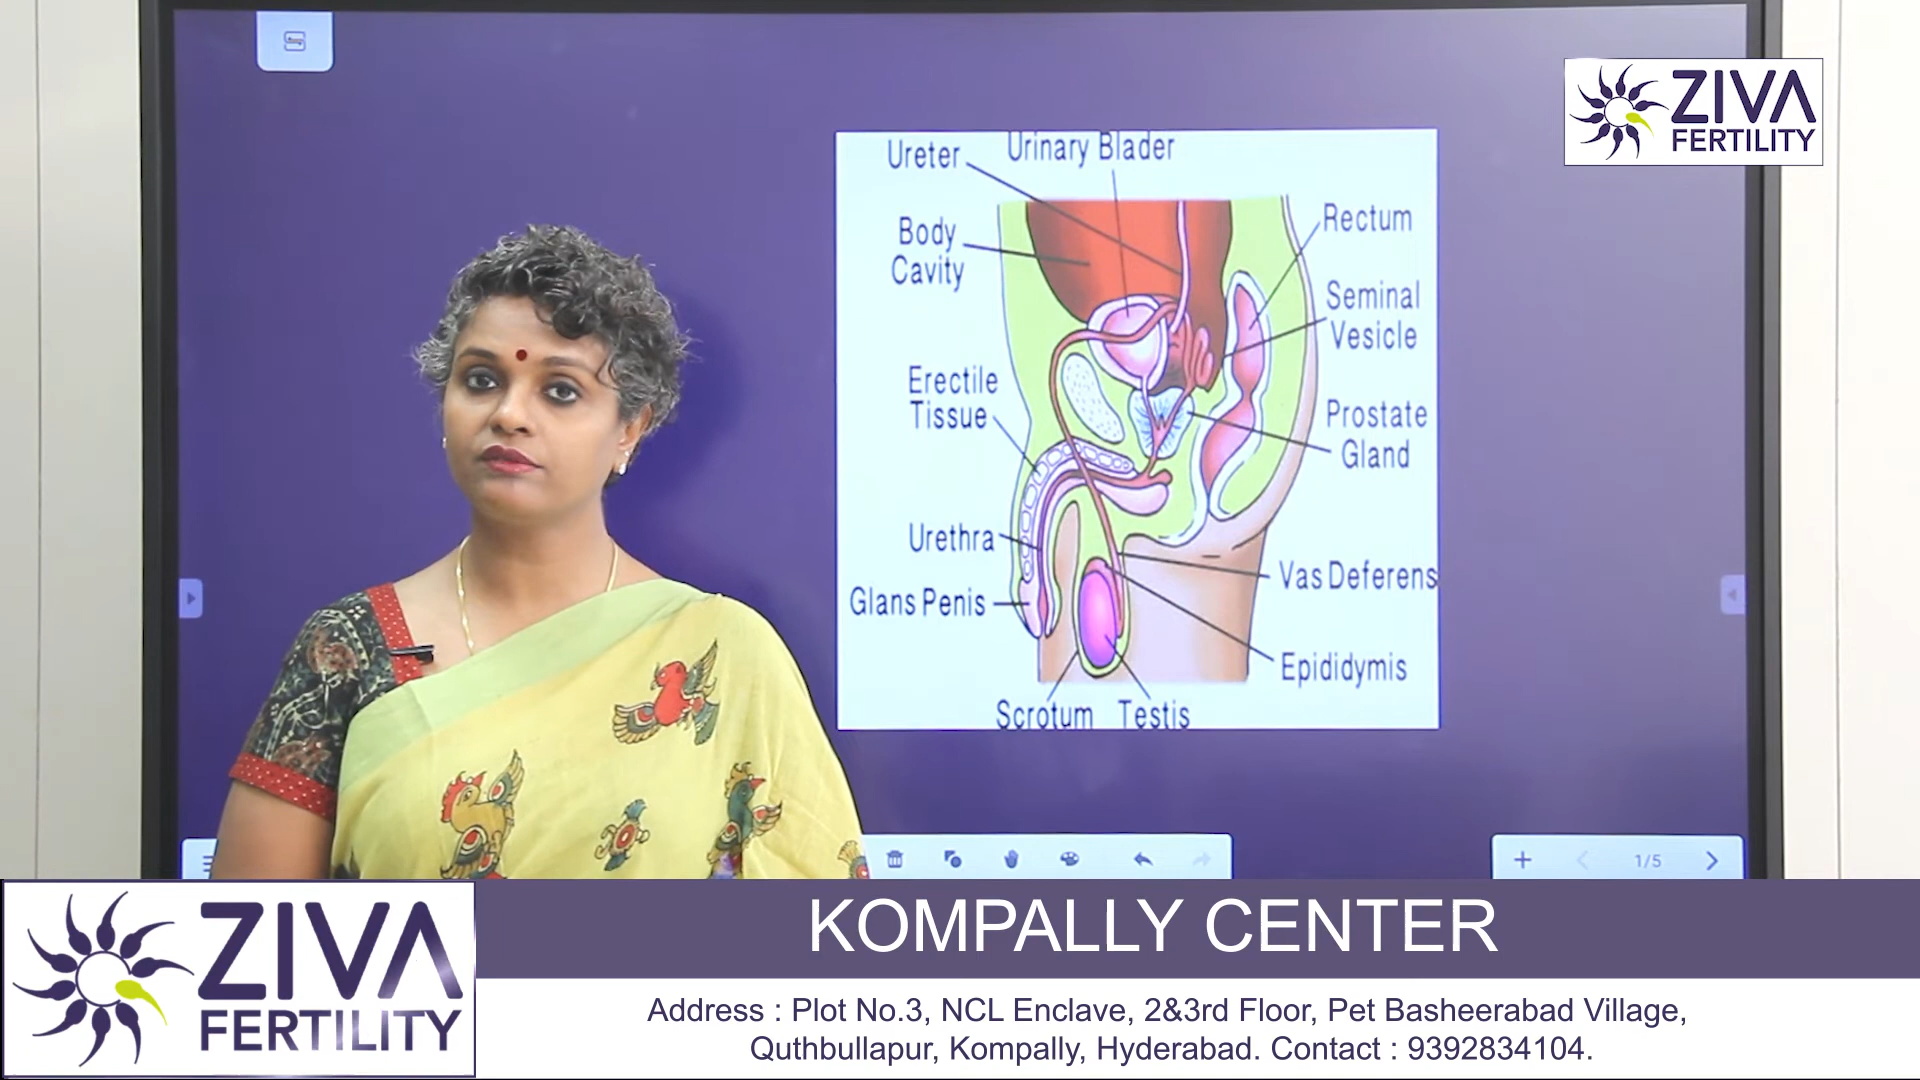 ZIVA
FERTILITY
Ureter
Urinary Blader
Body
Cavity
Rectum
Seminal
Vesicle
Erectile
Tissue
Prostate
Gland
Urethra
Vas Deferens
Glans Penis
Epididymis
Scrotum
Testis
1/5
ZIVA
FERTILITY
KOMPALLY CENTER
Address : Plot No.3, NCL Enclave, 2&3rd Floor, Pet Basheerabad Village,
Quthbullapur, Kompally, Hyderabad. Contact : 9392834104.